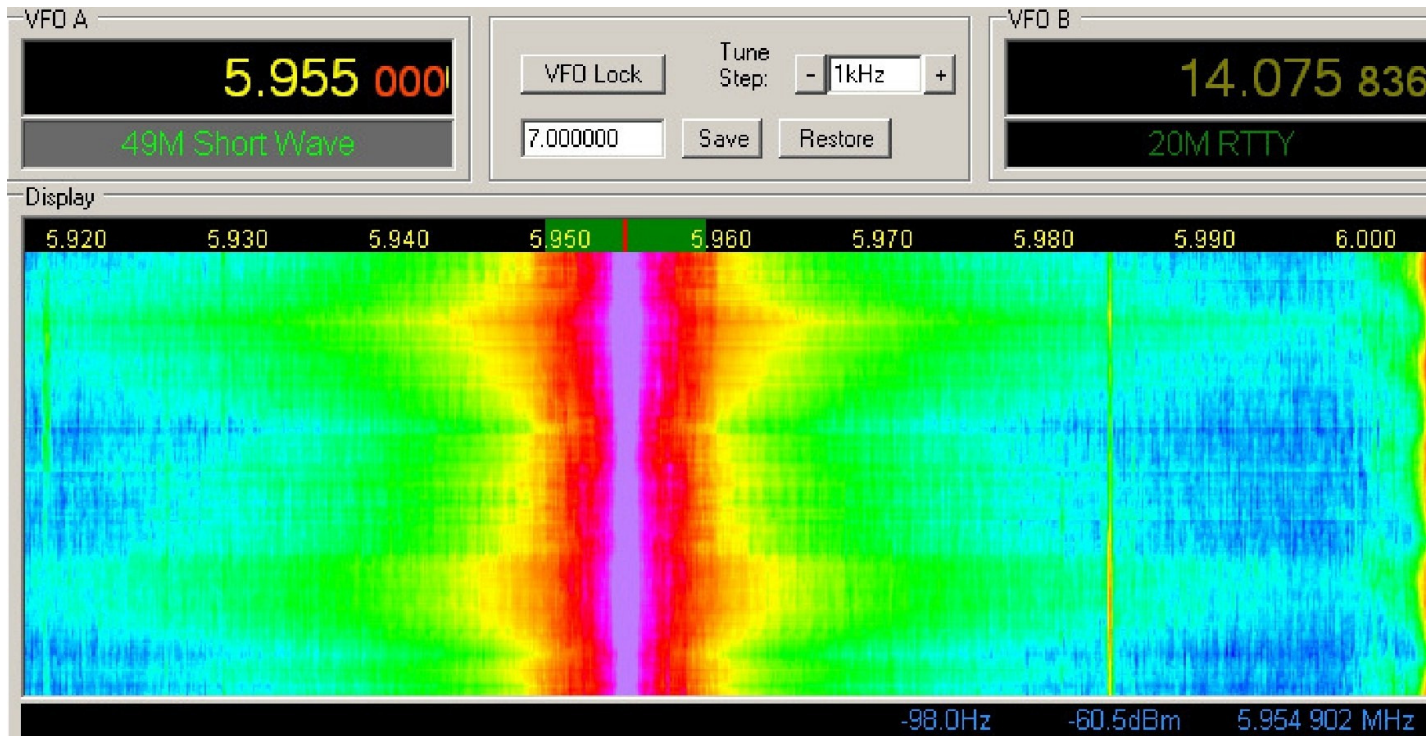 VFO A
5.955 000
49M Short Wave
VFO Lock
Tune
Step:
- 1kHz +
7.000000 Save Restore
VFO B
14.075 836
20M RTTY
Display
5.920 5.930 5.940 5.950 5.960 5.970 5.980 5.990 6.000
-98.0Hz -60.5dBm 5.954 902 MHz